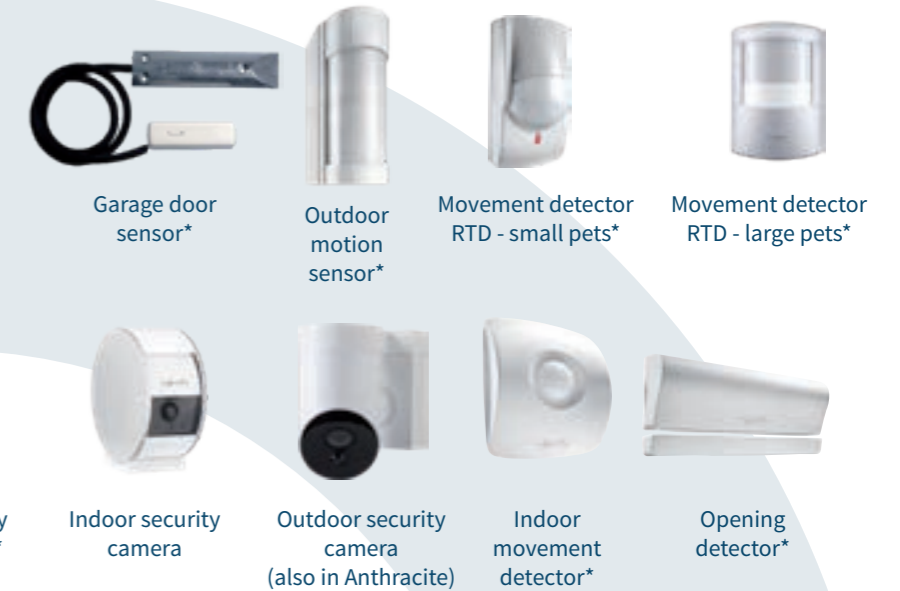 Garage door
sensor*
Outdoor
motion
sensor*
Movement detector
RTD - small pets*
Movement detector
RTD - large pets*
y
*
Indoor security
camera
Outdoor security
camera
(also in Anthracite)
Indoor
movement
detector*
Opening
detector*